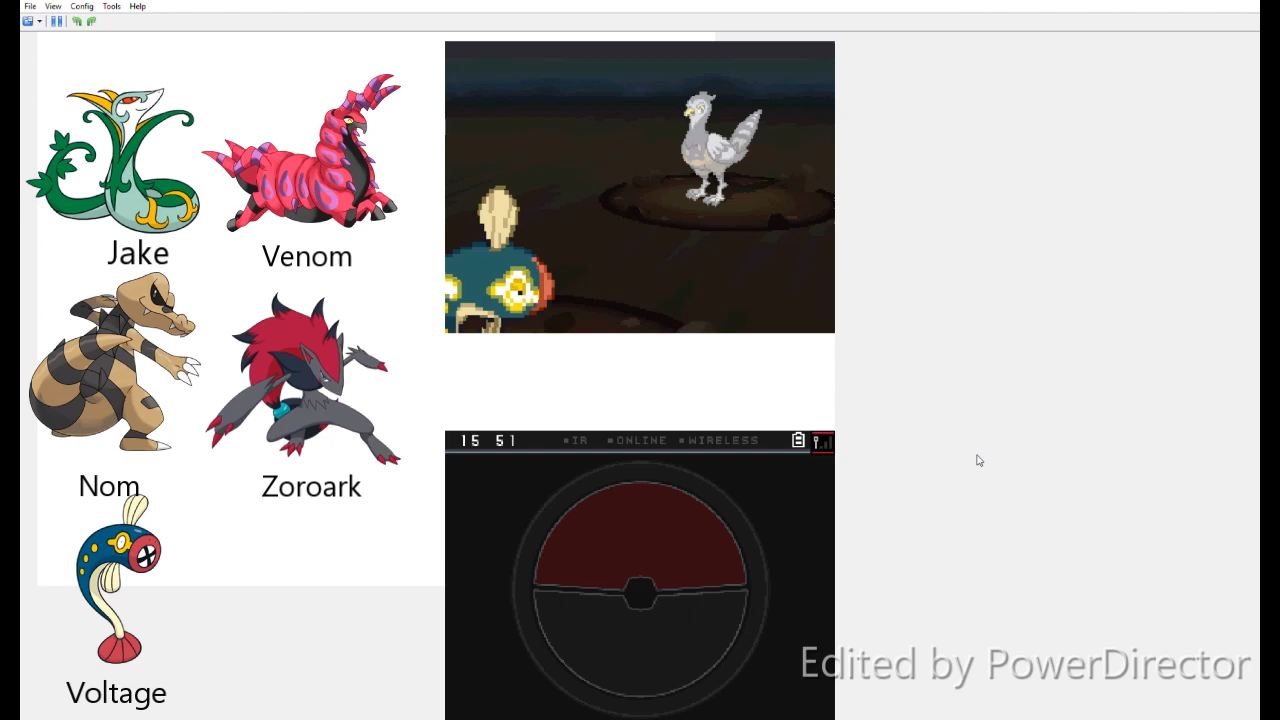 File View Config Tools Help
Jake
Venom
Nom
Zoroark
Voltage
15 51 IR ONLINE WIRELESS
Edited by PowerDirector